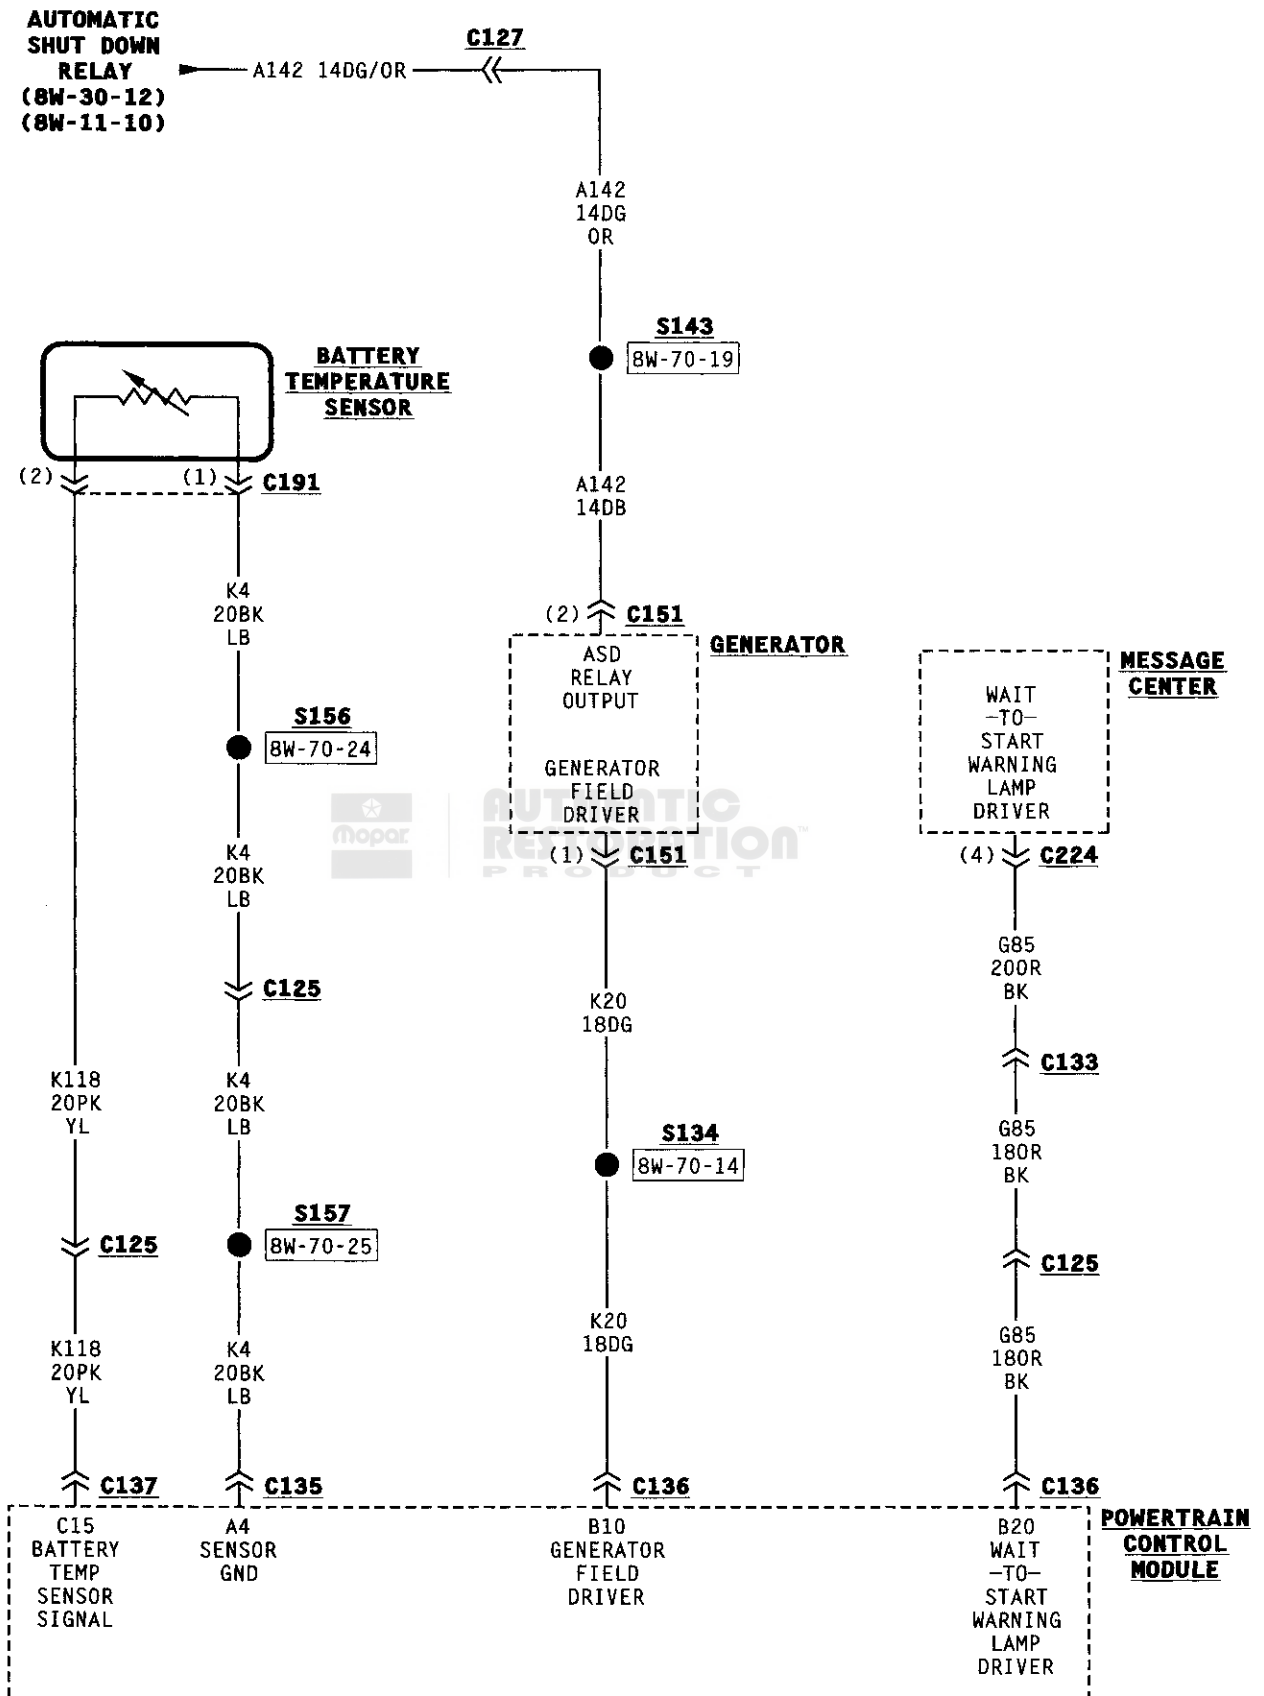 AUTOMATIC
SHUT DOWN
RELAY
(8W-30-12)
(8W-11-10)
A142 14DG/OR
C127
A142
14DG
OR
S143
8W-70-19
BATTERY
TEMPERATURE
SENSOR
(2)
(1)
C191
A142
14DB
K4
20BK
LB
(2)
C151
GENERATOR
ASD
RELAY
OUTPUT
GENERATOR
FIELD
DRIVER
MESSAGE
CENTER
WAIT
-TO-
START
WARNING
LAMP
DRIVER
S156
8W-70-24
Mopar
AUTHENTIC
RESTORATION™
PRODUCT
(1)
C151
(4)
C224
K4
20BK
LB
G85
20OR
BK
C125
K20
18DG
C133
K118
20PK
YL
K4
20BK
LB
G85
18OR
BK
S134
8W-70-14
S157
8W-70-25
C125
C125
K118
20PK
YL
K4
20BK
LB
K20
18DG
G85
18OR
BK
C137
C135
C136
C136
POWERTRAIN
CONTROL
MODULE
C15
BATTERY
TEMP
SENSOR
SIGNAL
A4
SENSOR
GND
B10
GENERATOR
FIELD
DRIVER
B20
WAIT
-TO-
START
WARNING
LAMP
DRIVER